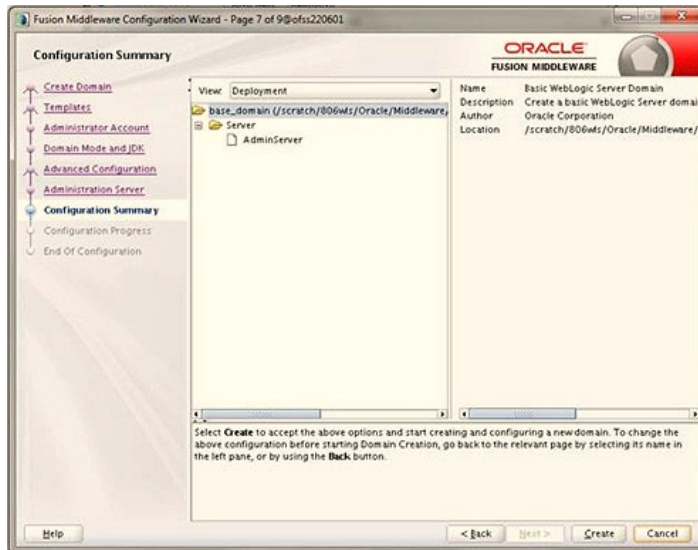 Fusion Middleware Configuration Wizard - Page 7 of 9@ofss220601
Configuration Summary
ORACLE
FUSION MIDDLEWARE
Create Domain
Templates
Administrator Account
Domain Mode and JDK
Advanced Configuration
Administration Server
Configuration Summary
Configuration Progress
End Of Configuration
View: Deployment
base_domain (/scratch/806wls/Oracle/Middleware,
Server
AdminServer
Name Basic WebLogic Server Domain
Description Create a basic WebLogic Server domai
Author Oracle Corporation
Location /scratch/806wls/Oracle/Middleware/
Select Create to accept the above options and start creating and configuring a new domain. To change the
above configuration before starting Domain Creation, go back to the relevant page by selecting its name in
the left pane, or by using the Back button.
Help
< Back
Next >
Create
Cancel